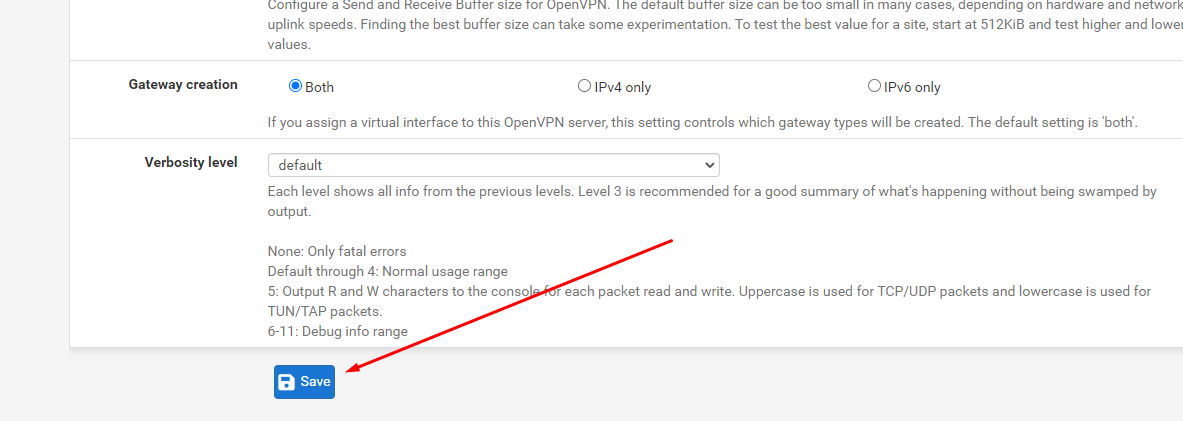 Configure a Send and Receive Buffer size for OpenVPN. The default buffer size can be too small in many cases, depending on hardware and network
uplink speeds. Finding the best buffer size can take some experimentation. To test the best value for a site, start at 512KiB and test higher and lower
values.
Gateway creation
Both
IPv4 only
IPv6 only
If you assign a virtual interface to this OpenVPN server, this setting controls which gateway types will be created. The default setting is 'both'.
Verbosity level
default
Each level shows all info from the previous levels. Level 3 is recommended for a good summary of what's happening without being swamped by
output.
None: Only fatal errors
Default through 4: Normal usage range
5: Output R and W characters to the console for each packet read and write. Uppercase is used for TCP/UDP packets and lowercase is used for
TUN/TAP packets.
6-11: Debug info range
Save